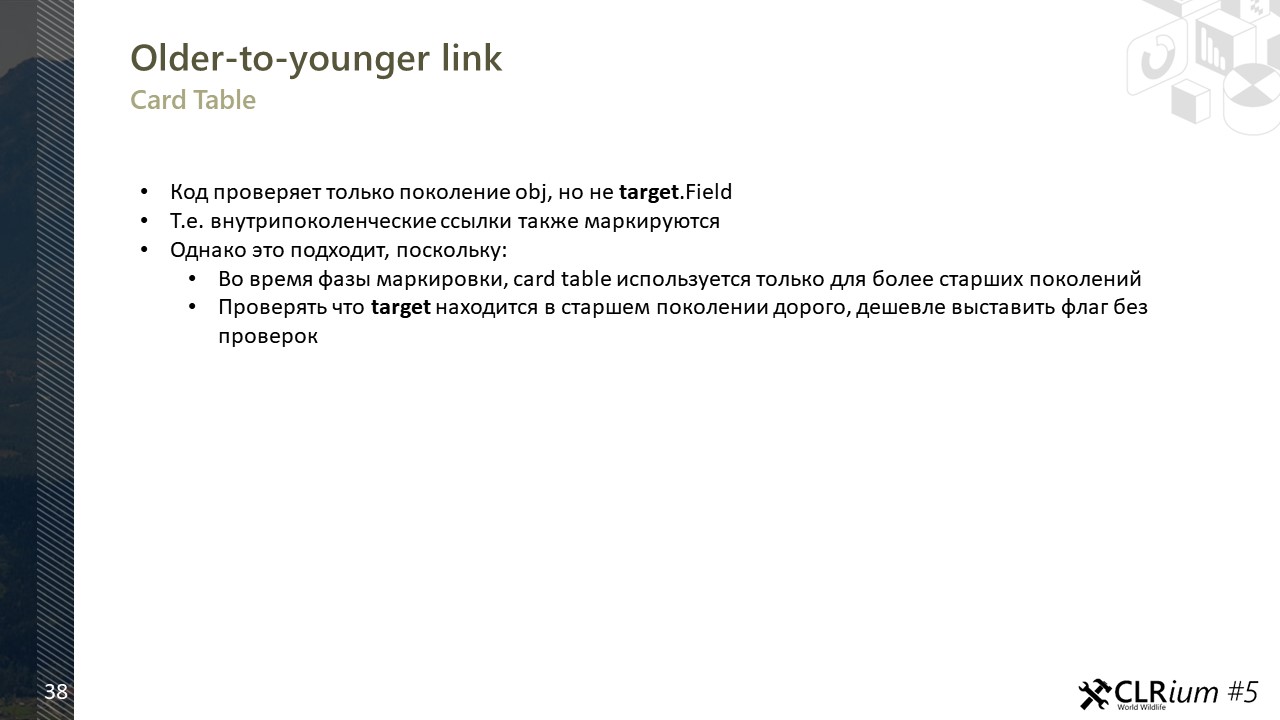 Older-to-younger link
Card Table
• Код проверяет только поколение obj, но не target.Field
• Т.е. внутрипоколенческие ссылки также маркируются
• Однако это подходит, поскольку:
• Во время фазы маркировки, card table используется только для более старших поколений
• Проверять что target находится в старшем поколении дорого, дешевле выставить флаг без
проверок
38
CLRium #5
World Wildlife